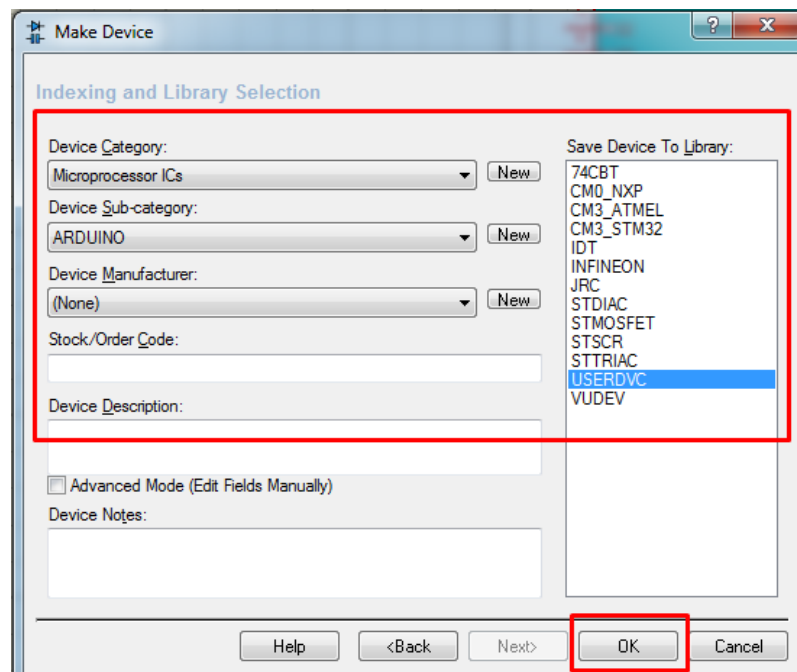 Make Device
?
X
Indexing and Library Selection
Device Category:
Microprocessor ICs
New
Device Sub-category:
ARDUINO
New
Device Manufacturer:
(None)
New
Stock/Order Code:
Device Description:
Advanced Mode (Edit Fields Manually)
Device Notes:
Save Device To Library:
74CBT
CM0_NXP
CM3_ATMEL
CM3_STM32
IDT
INFINEON
JRC
STDIAC
STMOSFET
STSCR
STTRIAC
USERDVC
VUDEV
Help
<Back
Next>
OK
Cancel